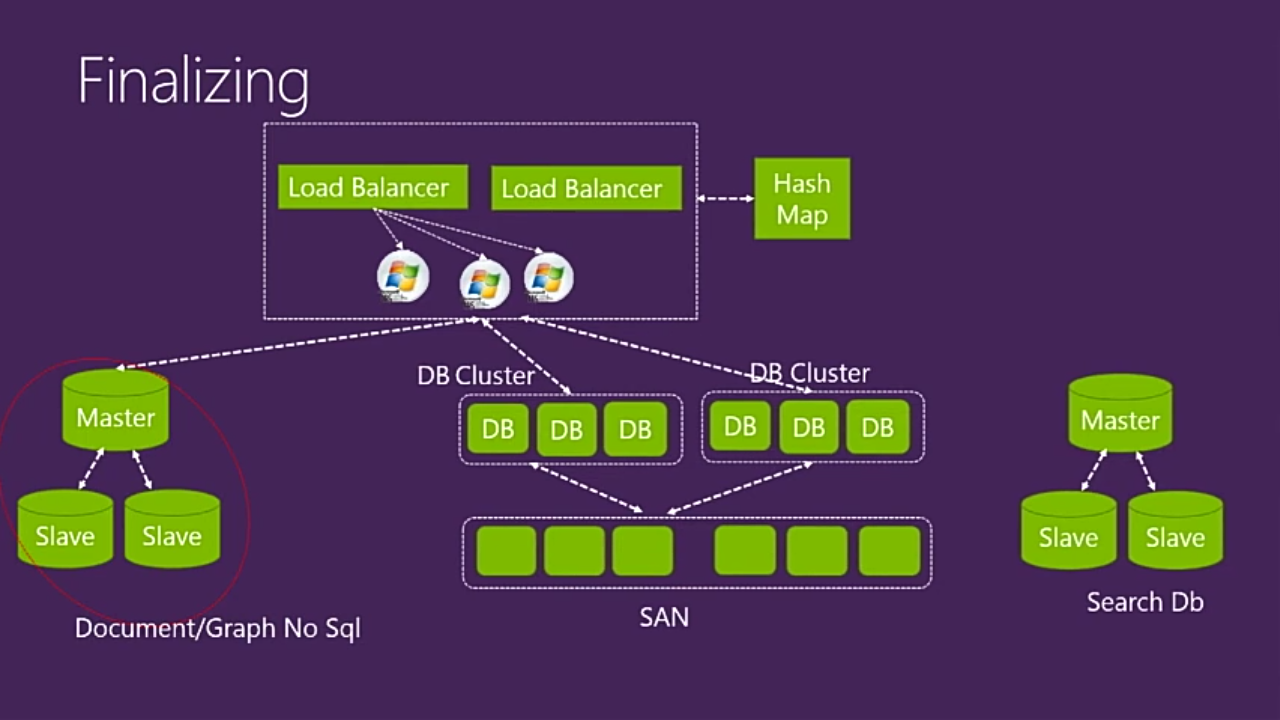 Finalizing
Load Balancer
Load Balancer
Hash
Map
DB Cluster
DB Cluster
Master
DB
DB
DB
DB
DB
DB
Master
Slave
Slave
Slave
Slave
SAN
Search Db
Document/Graph No Sql